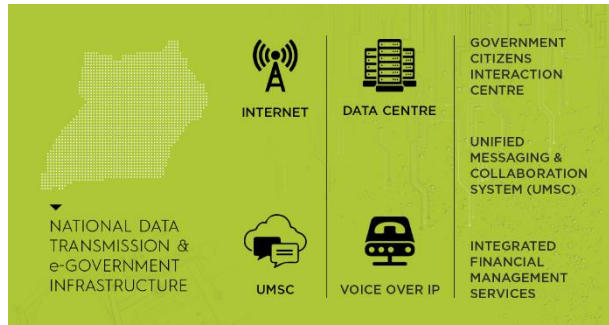 NATIONAL DATA
TRANSMISSION &
e-GOVERNMENT
INFRASTRUCTURE
INTERNET
DATA CENTRE
UMSC
VOICE OVER IP
GOVERNMENT
CITIZENS
INTERACTION
CENTRE
UNIFIED
MESSAGING &
COLLABORATION
SYSTEM (UMSC)
INTEGRATED
FINANCIAL
MANAGEMENT
SERVICES